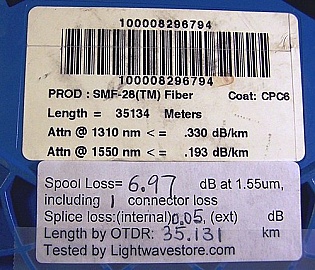 100008296794
100008296794
PROD : SMF-28(TM) Fiber Coat: CPC6
Length = 35134 Meters
Attn @ 1310 nm < = .330 dB/km
Attn @ 1550 nm < = .193 dB/km
Spool Loss= 6.97 dB at 1.55um,
including 1 connector loss
Splice loss:(internal)0.05, (ext) dB
Length by OTDR: 35.131 km
Tested by Lightwavestore.com